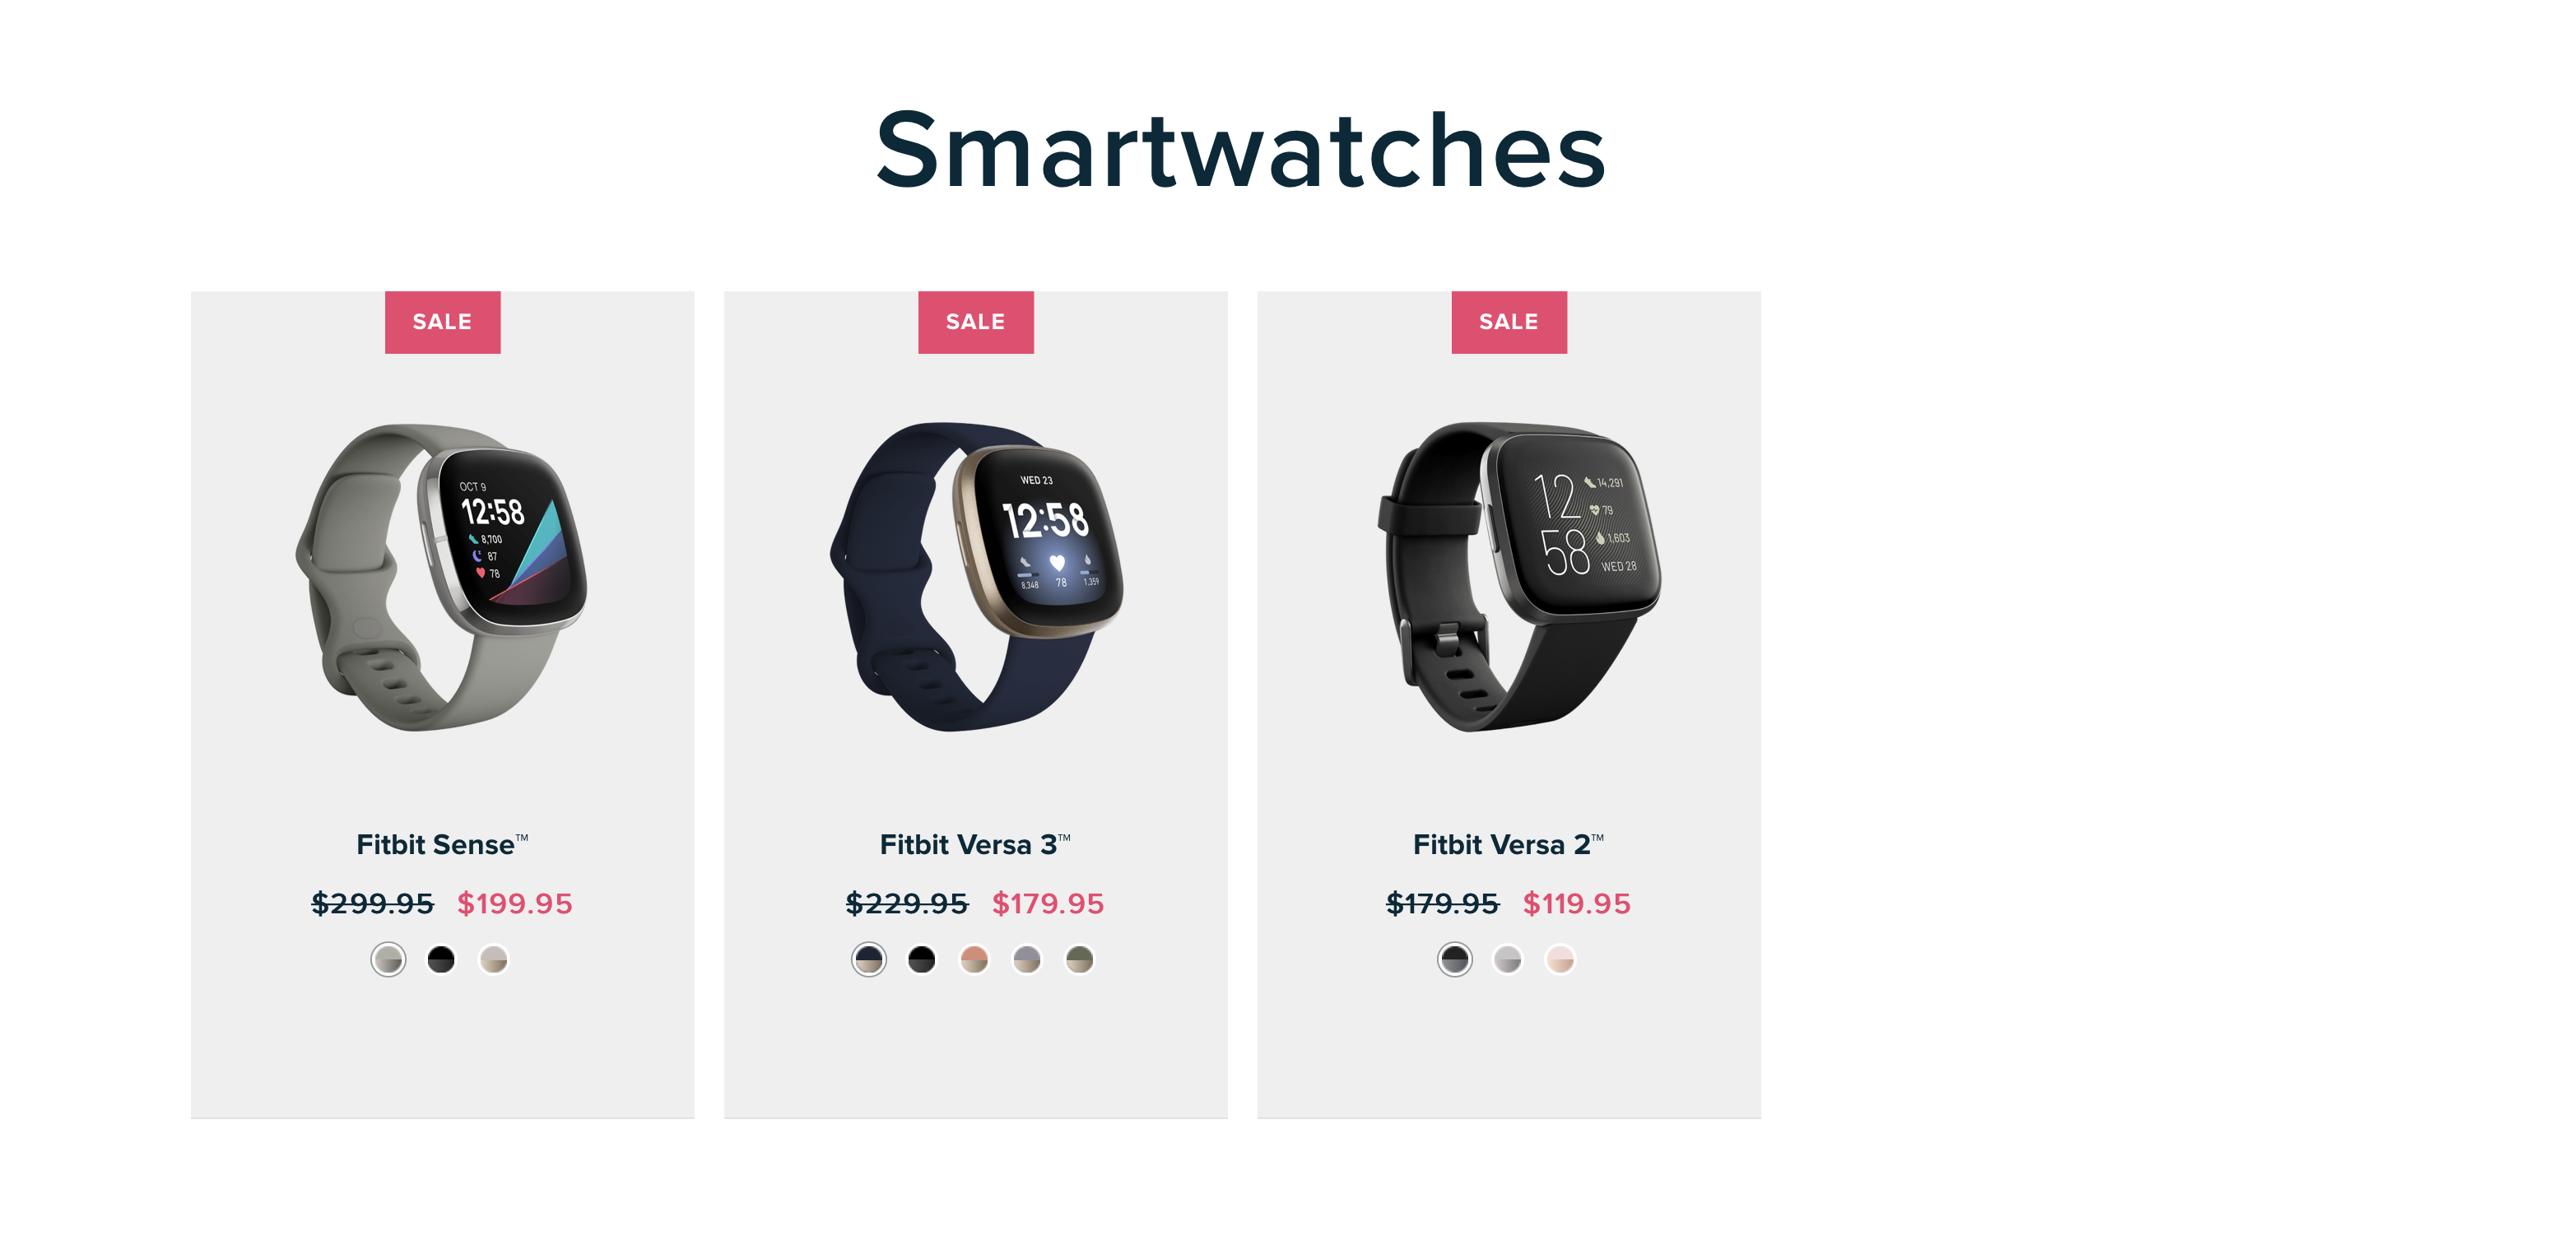 Smartwatches
SALE
OCT 9
12:58
8,700
87
78
Fitbit Sense™
$299.95 $199.95
SALE
WED 23
12:58
8,348 78 1,359
Fitbit Versa 3™
$229.95 $179.95
SALE
12 14,291
79
58 1,603
WED 28
Fitbit Versa 2™
$179.95 $119.95